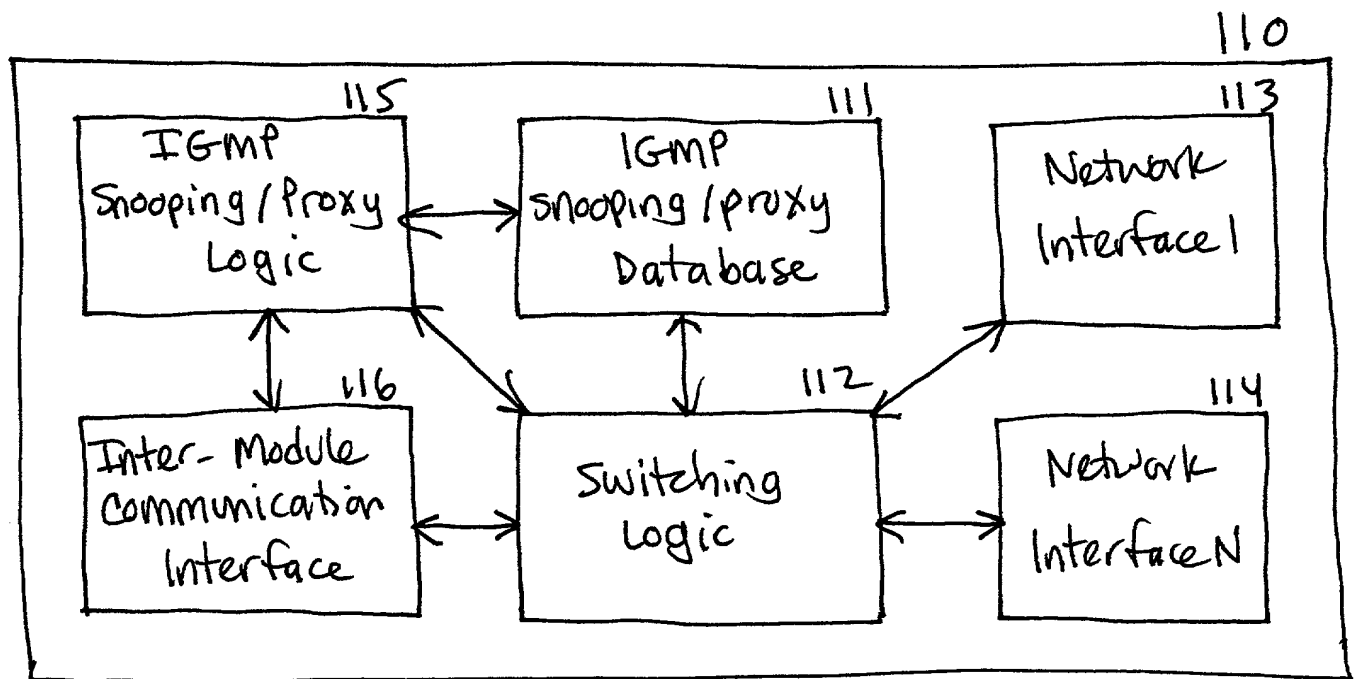 110
115
IGMP
Snooping/Proxy
Logic
111
IGMP
snooping/proxy
Database
113
Network
Interface 1
116
Inter-Module
Communication
Interface
112
Switching
Logic
114
Network
Interface N